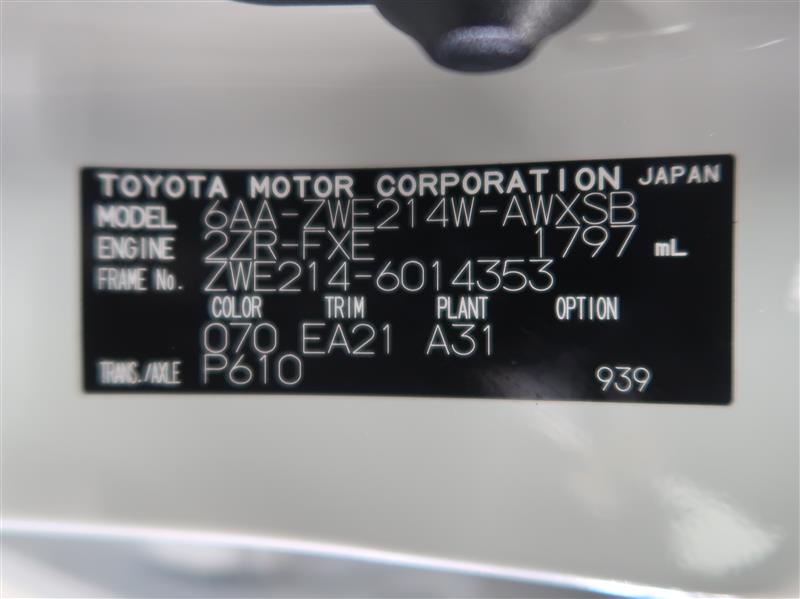 TOYOTA MOTOR CORPORATION JAPAN
MODEL 6AA-ZWE214W-AWXSB
ENGINE 2ZR-FXE 1797 mL
FRAME No. ZWE214-6014353
COLOR TRIM PLANT OPTION
070 EA21 A31
TRANS./AXLE P610 939